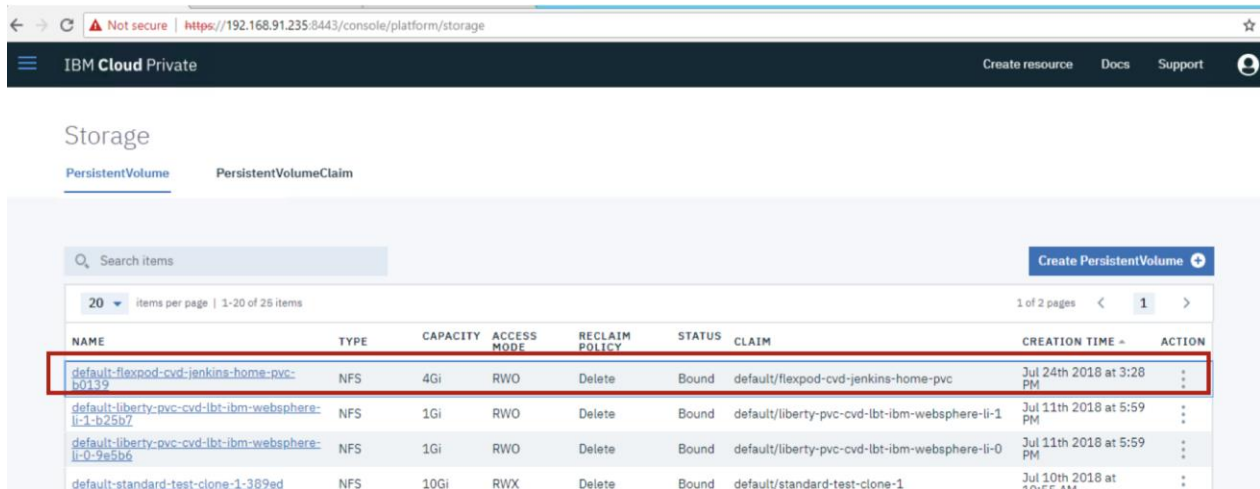 Not secure | https://192.168.91.235:8443/console/platform/storage
IBM Cloud Private Create resource Docs Support
Storage
PersistentVolume PersistentVolumeClaim
Search items Create PersistentVolume
20 items per page | 1-20 of 25 items 1 of 2 pages < 1 >
NAME TYPE CAPACITY ACCESS MODE RECLAIM POLICY STATUS CLAIM CREATION TIME ACTION
default-flexpod-cvd-jenkins-home-pvc- NFS 4Gi RWO Delete Bound default/flexpod-cvd-jenkins-home-pvc Jul 24th 2018 at 3:28
b0139 PM
default-liberty-pvc-cvd-lbt-ibm-websphere- NFS 1Gi RWO Delete Bound default/liberty-pvc-cvd-lbt-ibm-websphere-li-1 Jul 11th 2018 at 5:59
li-1-b25b7 PM
default-liberty-pvc-cvd-lbt-ibm-websphere- NFS 1Gi RWO Delete Bound default/liberty-pvc-cvd-lbt-ibm-websphere-li-0 Jul 11th 2018 at 5:59
li-0-9e5b6 PM
default-standard-test-clone-1-389ed NFS 10Gi RWX Delete Bound default/standard-test-clone-1 Jul 10th 2018 at